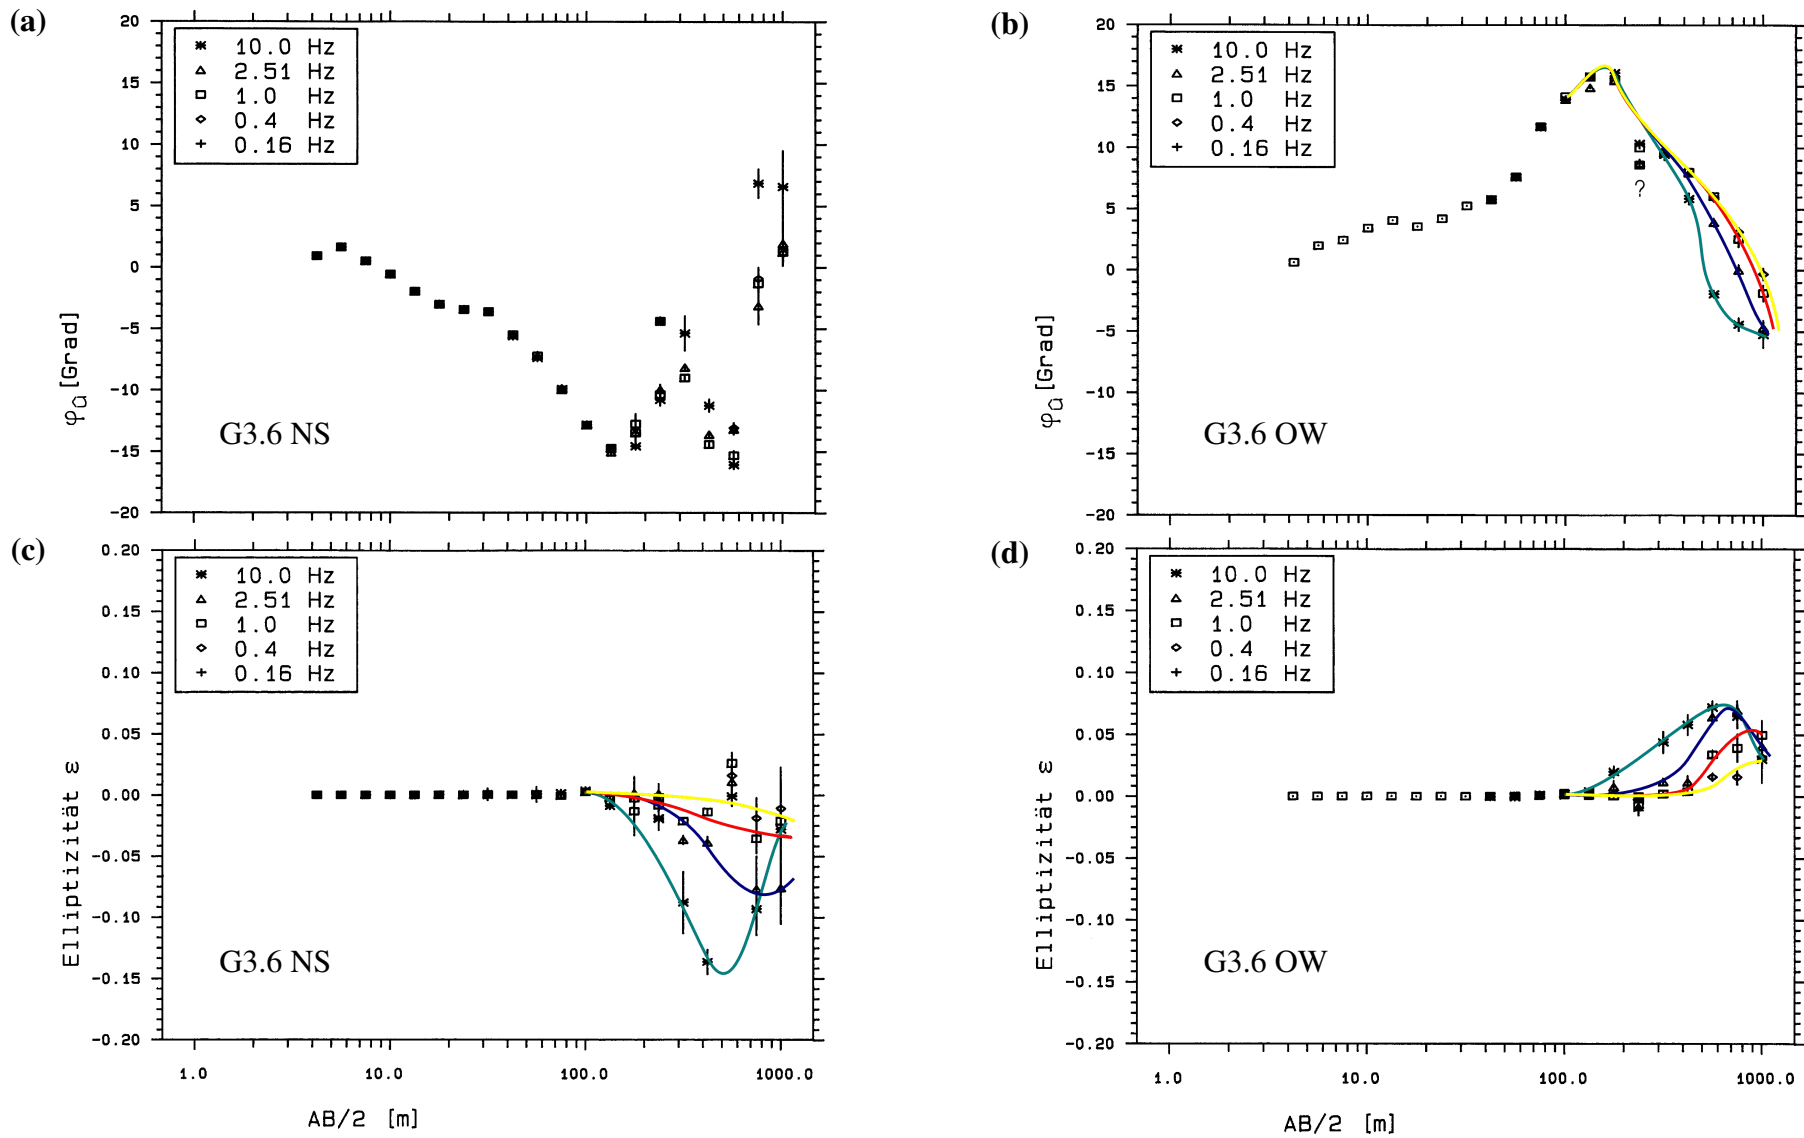 (a)
20
15
10
5
0
-5
-10
-15
-20
φû [Grad]
10.0 Hz
2.51 Hz
1.0 Hz
0.4 Hz
0.16 Hz
G3.6 NS
(b)
20
15
10
5
0
-5
-10
-15
-20
φû [Grad]
10.0 Hz
2.51 Hz
1.0 Hz
0.4 Hz
0.16 Hz
?
G3.6 OW
(c)
0.20
0.15
0.10
0.05
0.00
-0.05
-0.10
-0.15
-0.20
Elliptizität ε
10.0 Hz
2.51 Hz
1.0 Hz
0.4 Hz
0.16 Hz
G3.6 NS
1.0 10.0 100.0 1000.0
AB/2 [m]
(d)
0.20
0.15
0.10
0.05
0.00
-0.05
-0.10
-0.15
-0.20
Elliptizität ε
10.0 Hz
2.51 Hz
1.0 Hz
0.4 Hz
0.16 Hz
G3.6 OW
1.0 10.0 100.0 1000.0
AB/2 [m]